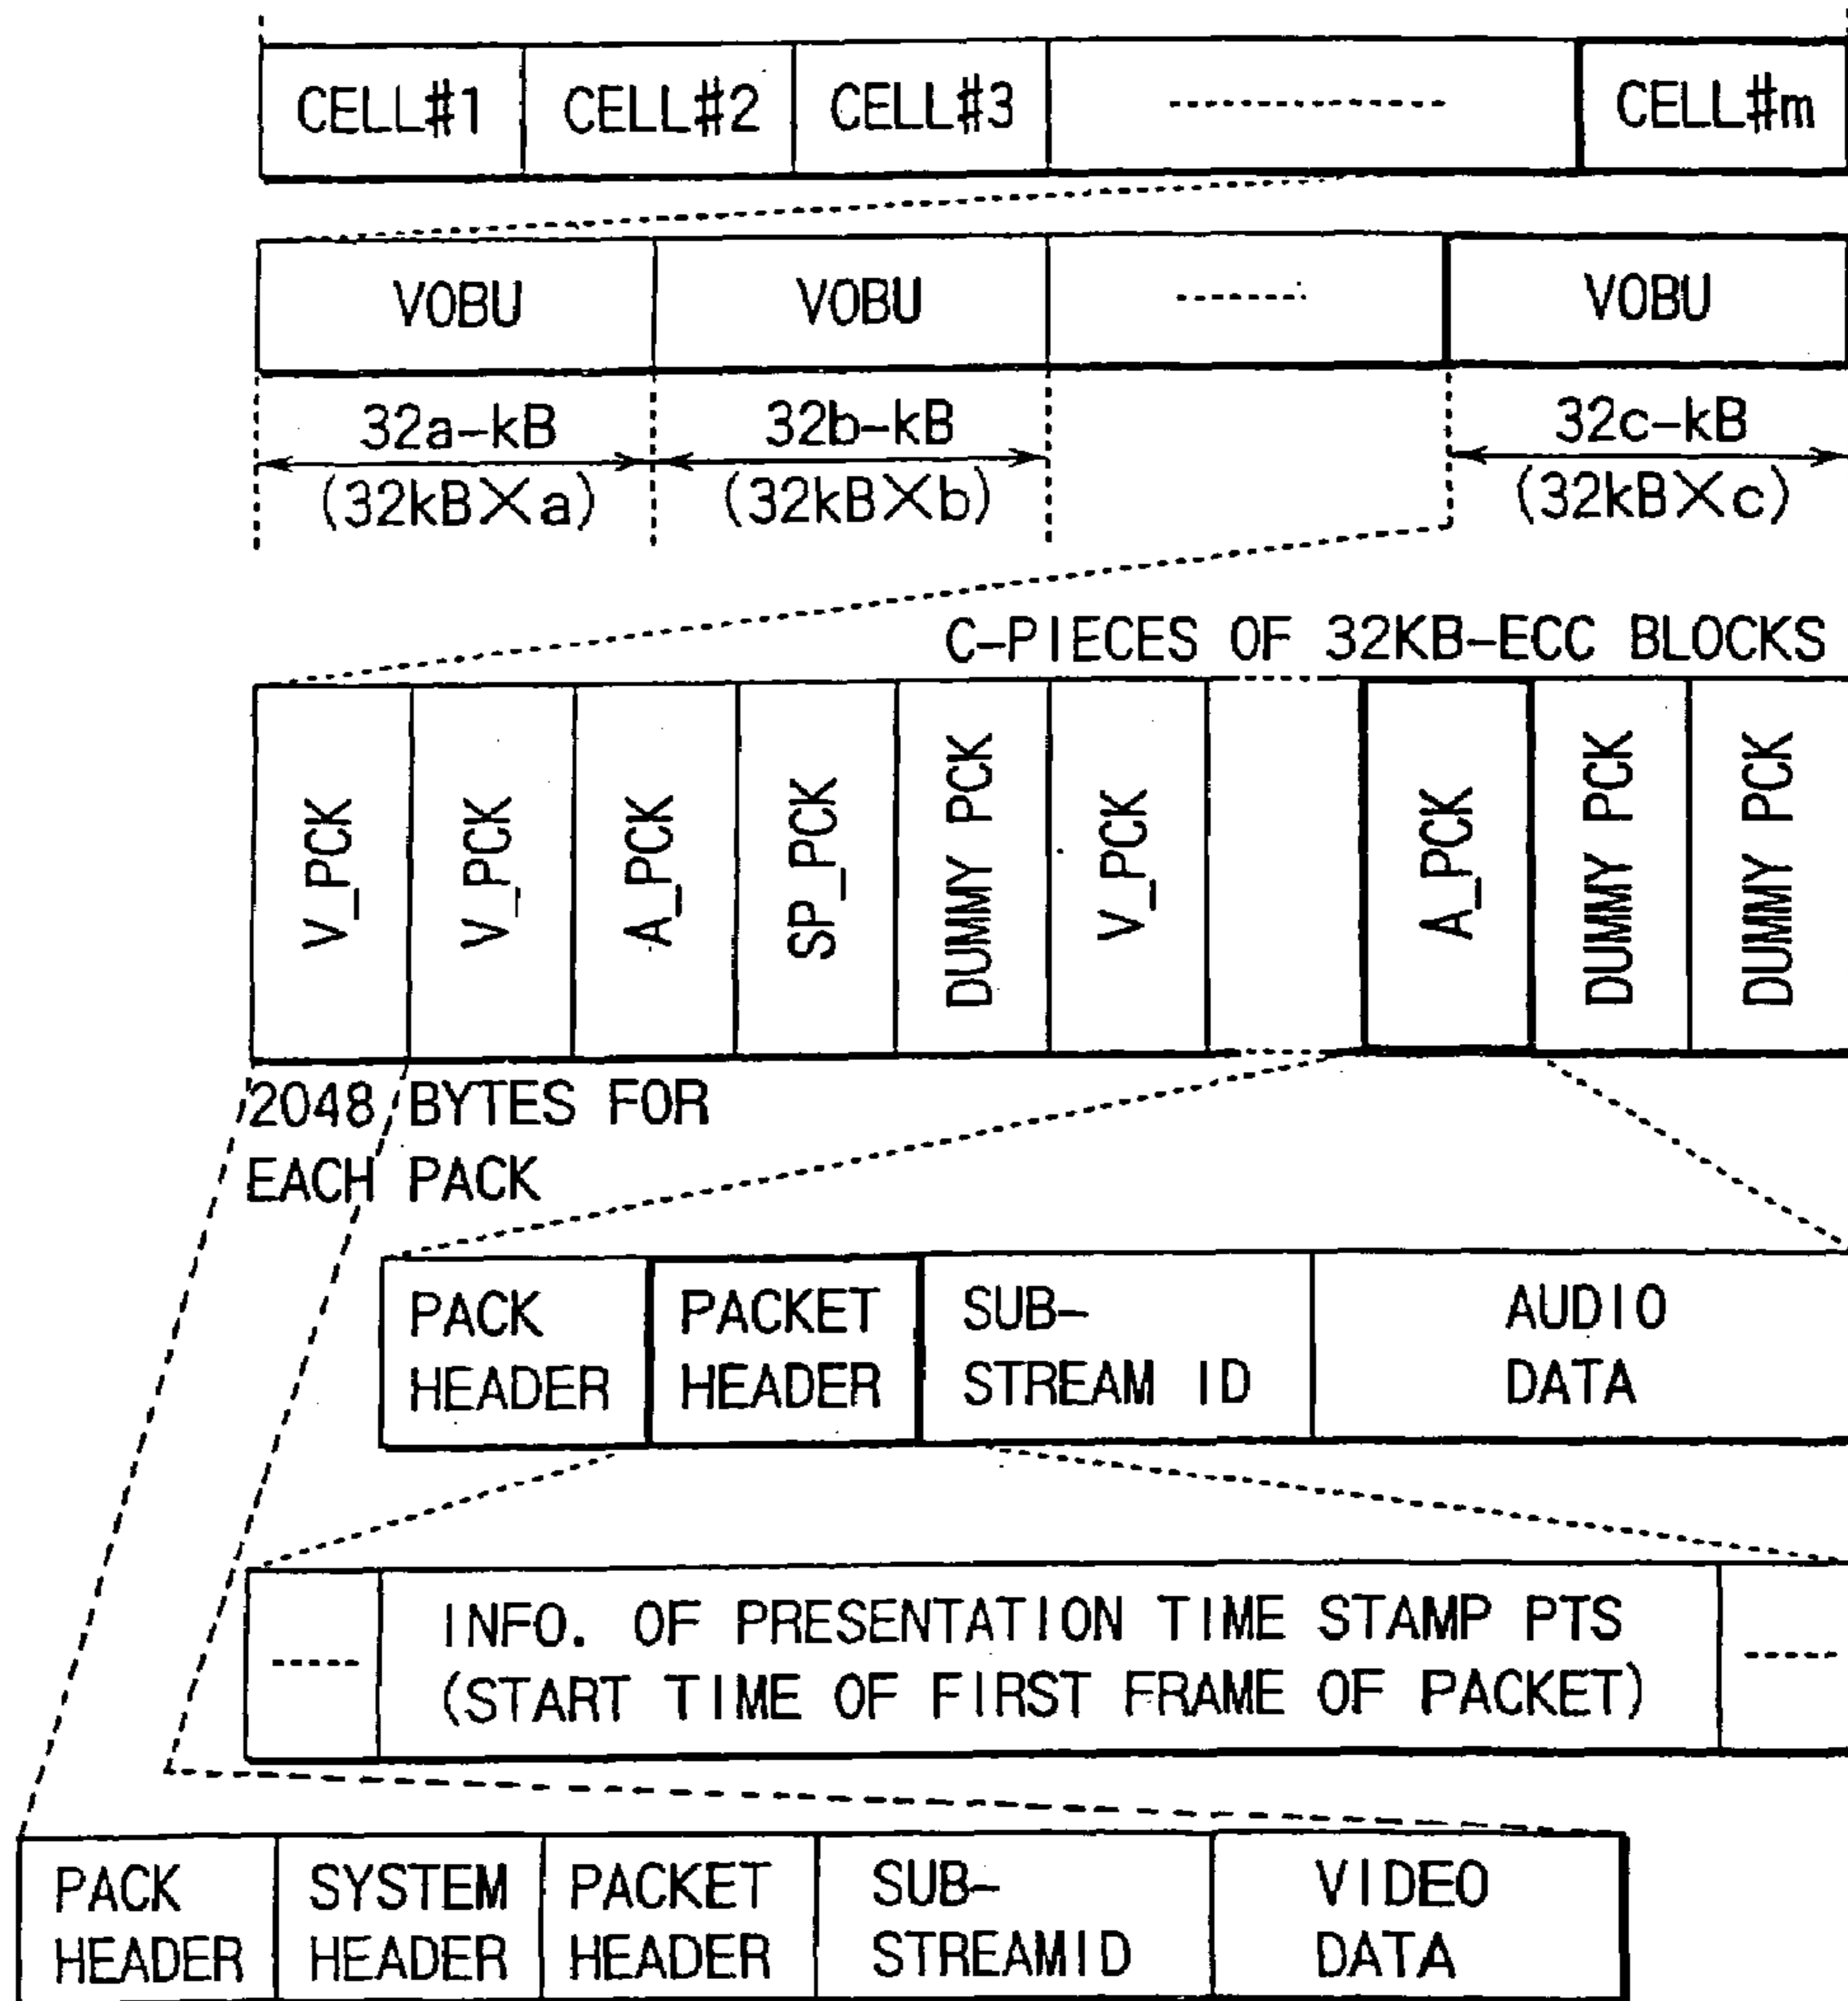 CELL#1 CELL#2 CELL#3 CELL#m
VOBU VOBU VOBU
32a-kB 32b-kB 32c-kB
(32kB×a) (32kB×b) (32kB×c)
C-PIECES OF 32KB-ECC BLOCKS
V_PCK
V_PCK
A_PCK
SP_PCK
DUMMY PCK
V_PCK
A_PCK
DUMMY PCK
DUMMY PCK
2048 BYTES FOR
EACH PACK
PACK PACKET SUB- AUDIO
HEADER HEADER STREAM ID DATA
INFO. OF PRESENTATION TIME STAMP PTS
(START TIME OF FIRST FRAME OF PACKET)
PACK SYSTEM PACKET SUB- VIDEO
HEADER HEADER HEADER STREAMID DATA